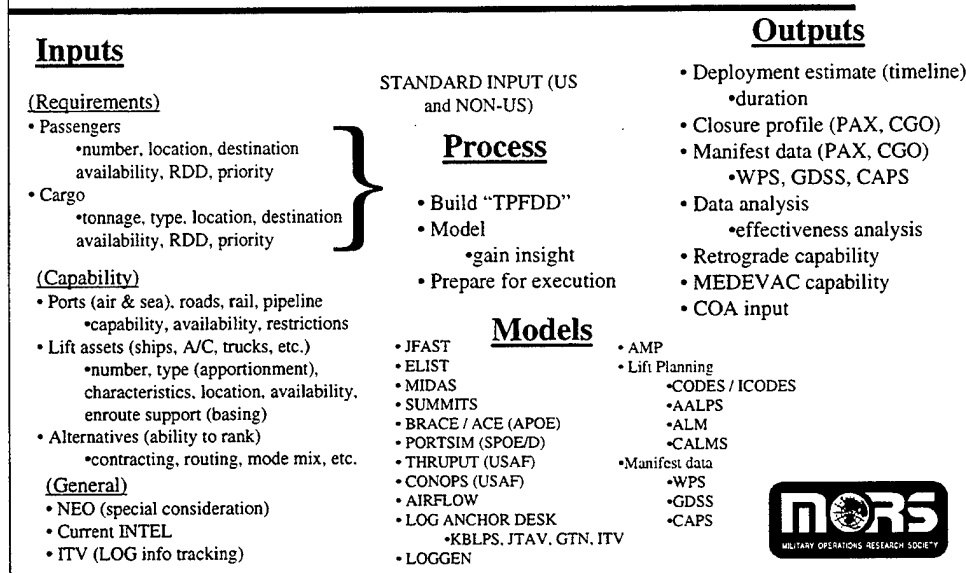 Inputs
(Requirements)
• Passengers
•number, location, destination
availability, RDD, priority
• Cargo
•tonnage, type, location, destination
availability, RDD, priority
(Capability)
• Ports (air & sea), roads, rail, pipeline
•capability, availability, restrictions
• Lift assets (ships, A/C, trucks, etc.)
•number, type (apportionment),
characteristics, location, availability,
enroute support (basing)
• Alternatives (ability to rank)
•contracting, routing, mode mix, etc.
(General)
• NEO (special consideration)
• Current INTEL
• ITV (LOG info tracking)
STANDARD INPUT (US
and NON-US)
Process
• Build “TPFDD”
• Model
•gain insight
• Prepare for execution
Models
• JFAST
• ELIST
• MIDAS
• SUMMITS
• BRACE / ACE (APOE)
• PORTSIM (SPOE/D)
• THRUPUT (USAF)
• CONOPS (USAF)
• AIRFLOW
• LOG ANCHOR DESK
•KBLPS, JTAV, GTN, ITV
• LOGGEN
• AMP
• Lift Planning
•CODES / ICODES
•AALPS
•ALM
•CALMS
•Manifest data
•WPS
•GDSS
•CAPS
Outputs
• Deployment estimate (timeline)
•duration
• Closure profile (PAX, CGO)
• Manifest data (PAX, CGO)
•WPS, GDSS, CAPS
• Data analysis
•effectiveness analysis
• Retrograde capability
• MEDEVAC capability
• COA input
MORS
MILITARY OPERATIONS RESEARCH SOCIETY